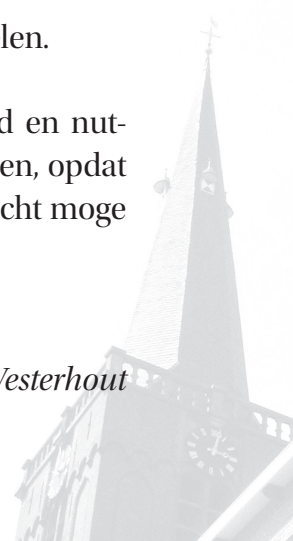 len.
d en nut-
en, opdat
cht moge
Westerhout